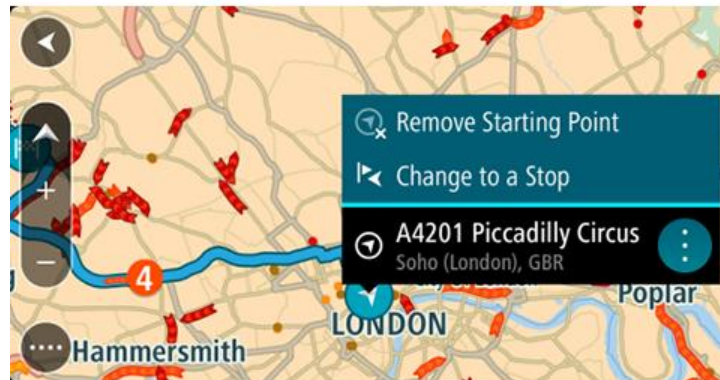 Remove Starting Point
Change to a Stop
A4201 Piccadilly Circus
Soho (London), GBR
4
Poplar
LONDON
Hammersmith